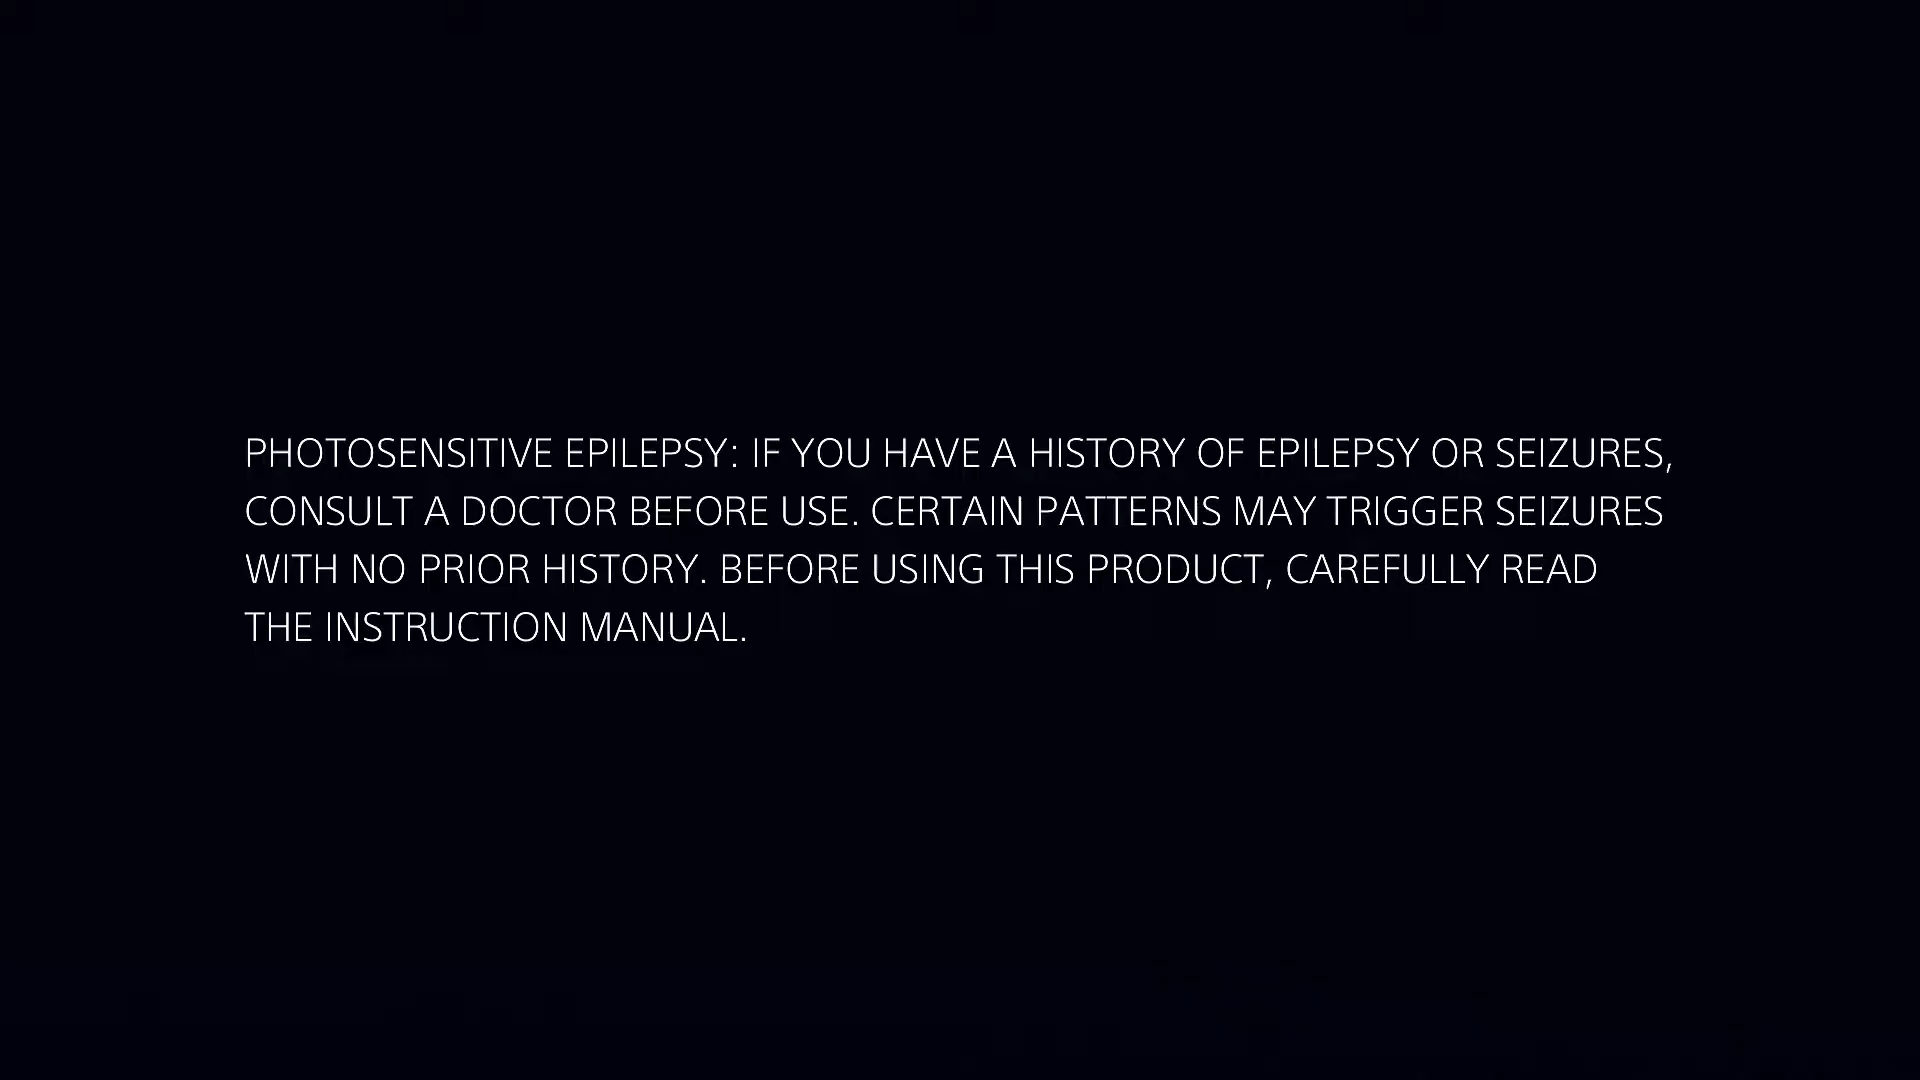 PHOTOSENSITIVE EPILEPSY: IF YOU HAVE A HISTORY OF EPILEPSY OR SEIZURES,
CONSULT A DOCTOR BEFORE USE. CERTAIN PATTERNS MAY TRIGGER SEIZURES
WITH NO PRIOR HISTORY. BEFORE USING THIS PRODUCT, CAREFULLY READ
THE INSTRUCTION MANUAL.